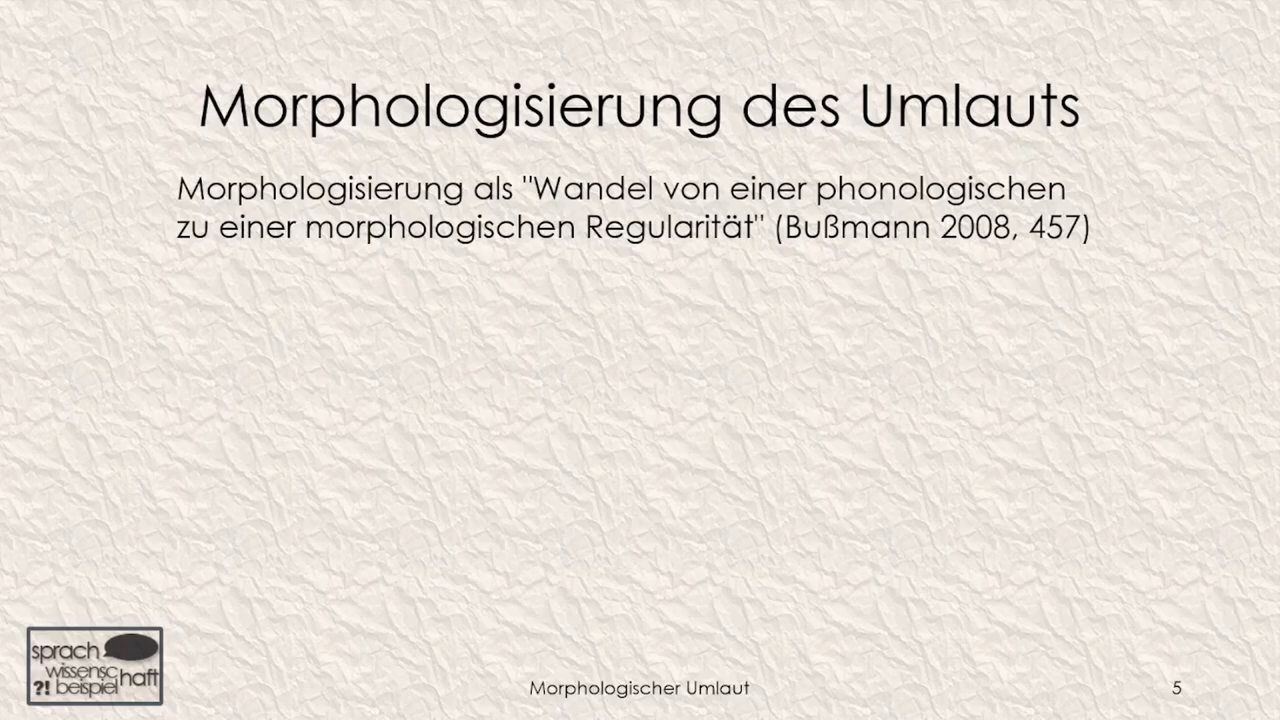 Morphologisierung des Umlauts
Morphologisierung als "Wandel von einer phonologischen
zu einer morphologischen Regularität" (Bußmann 2008, 457)
sprach
wissensc
haft
?! beispiel
Morphologischer Umlaut
5